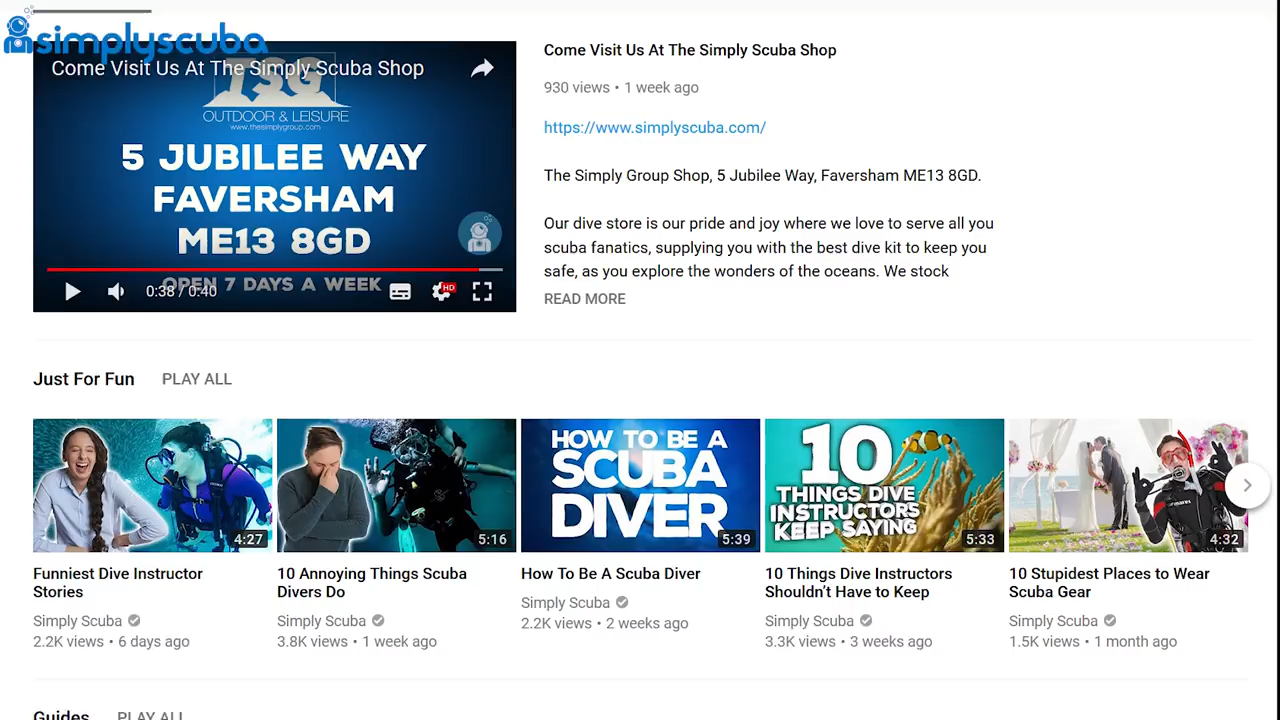 simplyscuba
Come Visit Us At The Simply Scuba Shop
TSG
OUTDOOR & LEISURE
www.thesimplygroup.com
5 JUBILEE WAY
FAVERSHAM
ME13 8GD
OPEN 7 DAYS A WEEK
0:38 / 0:40
HD
Come Visit Us At The Simply Scuba Shop
930 views • 1 week ago
https://www.simplyscuba.com/
The Simply Group Shop, 5 Jubilee Way, Faversham ME13 8GD.
Our dive store is our pride and joy where we love to serve all you
scuba fanatics, supplying you with the best dive kit to keep you
safe, as you explore the wonders of the oceans. We stock
READ MORE
Just For Fun PLAY ALL
4:27
Funniest Dive Instructor
Stories
Simply Scuba
2.2K views • 6 days ago
5:16
10 Annoying Things Scuba
Divers Do
Simply Scuba
3.8K views • 1 week ago
HOW TO BE A
SCUBA
DIVER
5:39
How To Be A Scuba Diver
Simply Scuba
2.2K views • 2 weeks ago
10
THINGS DIVE
INSTRUCTORS
KEEP SAYING
5:33
10 Things Dive Instructors
Shouldn't Have to Keep
Simply Scuba
3.3K views • 3 weeks ago
4:32
10 Stupidest Places to Wear
Scuba Gear
Simply Scuba
1.5K views • 1 month ago
Guides PLAY ALL